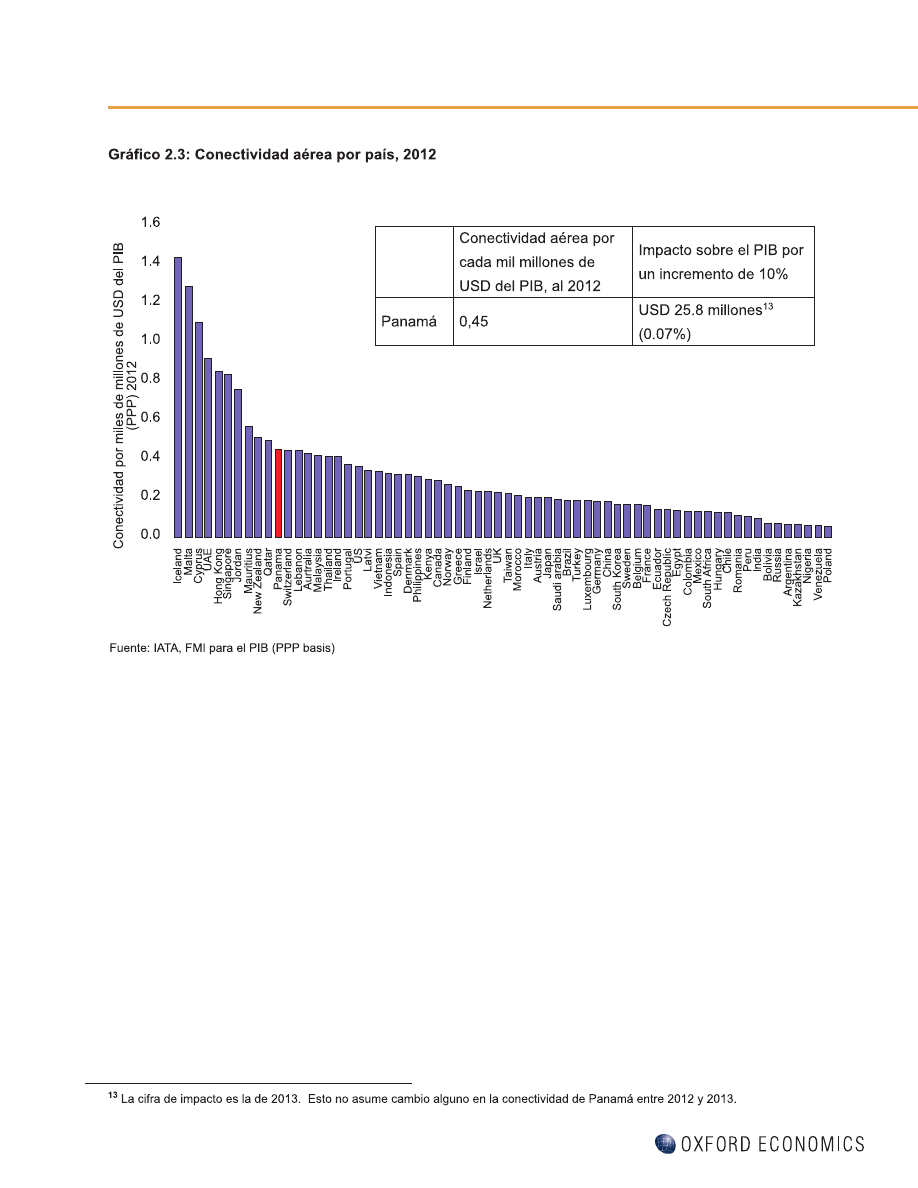 Gráfico 2.3: Conectividad aérea por país, 2012
Conectividad por miles de millones de USD del PIB
(PPP) 2012
1.6
1.4
1.2
1.0
0.8
0.6
0.4
0.2
0.0
Conectividad aérea por
cada mil millones de
USD del PIB, al 2012
Impacto sobre el PIB por
un incremento de 10%
Panamá
0,45
USD 25.8 millones13
(0.07%)
Iceland
Malta
Cyprus
UAE
Hong Kong
Singapore
Jordan
Mauritius
New Zealand
Qatar
Panama
Switzerland
Lebanon
Aurtralia
Malaysia
Thailand
Ireland
Portugal
US
Latvi
Vietnam
Indonesia
Spain
Denmark
Philippines
Kenya
Canada
Norway
Greece
Finland
Israel
Netherlands
UK
Taiwan
Morocco
Italy
Austria
Japan
Saudi arabia
Brazil
Turkey
Luxembourg
Germany
China
South Korea
Sweden
Belgium
France
Ecuador
Czech Republic
Egypt
Colombia
Mexico
South Africa
Hungary
Chile
Romania
Peru
India
Bolivia
Russia
Argentina
Kazakhstan
Nigeria
Venezuela
Poland
Fuente: IATA, FMI para el PIB (PPP basis)
13 La cifra de impacto es la de 2013. Esto no asume cambio alguno en la conectividad de Panamá entre 2012 y 2013.
OXFORD ECONOMICS